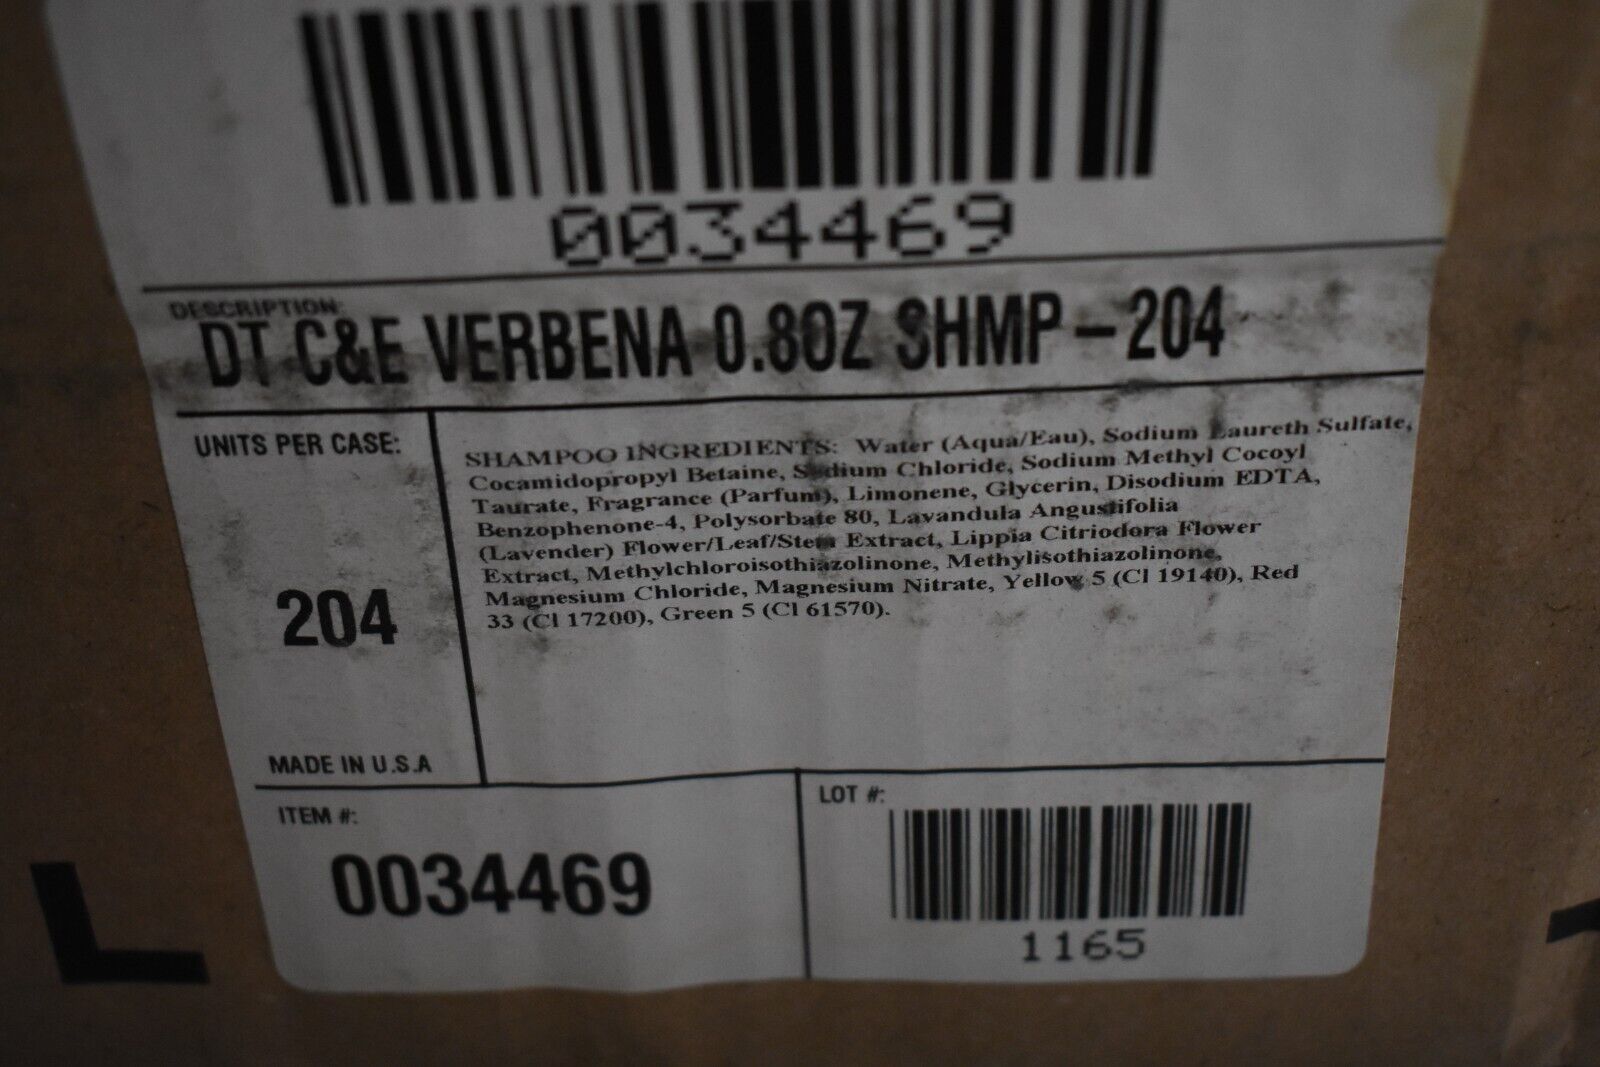 0034469
DESCRIPTION:
DT C&E VERBENA 0.8OZ SHMP-204
UNITS PER CASE:
204
MADE IN U.S.A
SHAMPOO INGREDIENTS: Water (Aqua/Eau), Sodium Laureth Sulfate,
Cocamidopropyl Betaine, Sodium Chloride, Sodium Methyl Cocoyl
Taurate, Fragrance (Parfum), Limonene, Glycerin, Disodium EDTA,
Benzophenone-4, Polysorbate 80, Lavandula Angustifolia
(Lavender) Flower/Leaf/Stem Extract, Lippia Citriodora Flower
Extract, Methylchloroisothiazolinone, Methylisothiazolinone,
Magnesium Chloride, Magnesium Nitrate, Yellow 5 (Cl 19140), Red
33 (Cl 17200), Green 5 (Cl 61570).
ITEM #:
0034469
LOT #:
1165
L